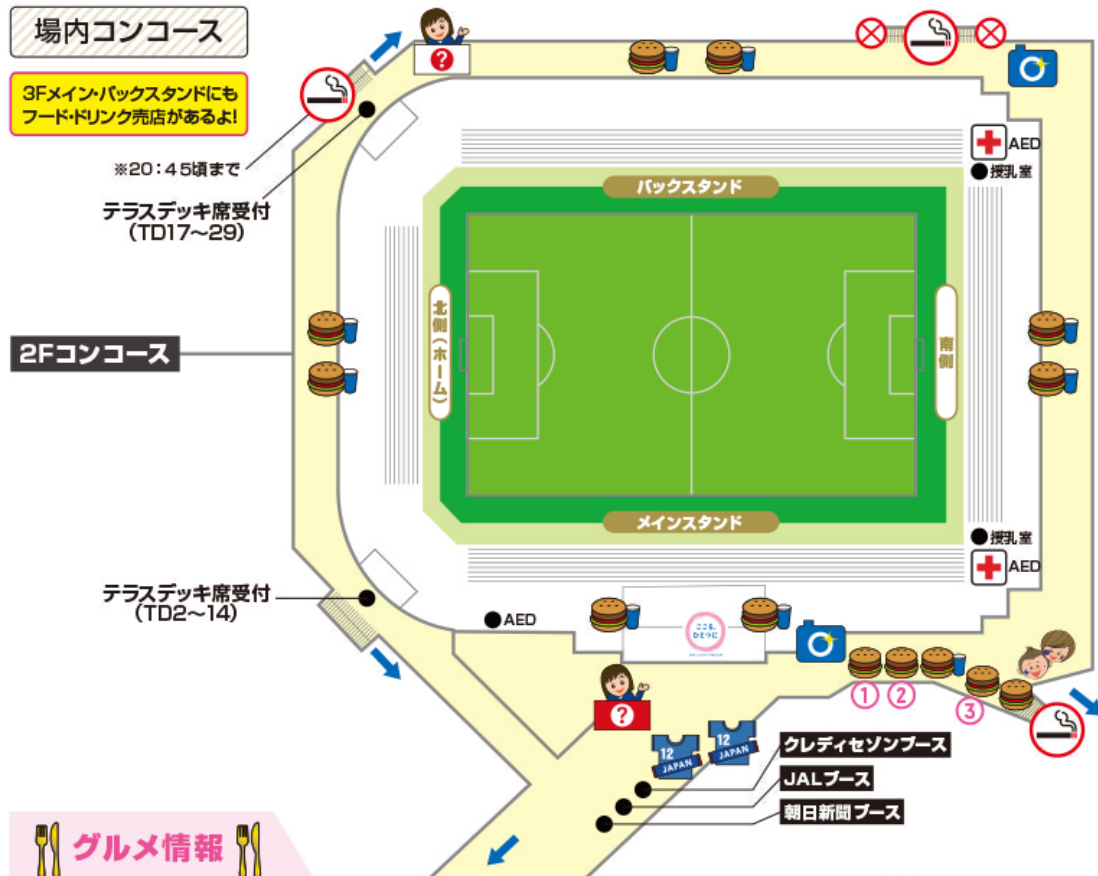 場内コンコース
3Fメイン・バックスタンドにも
フード・ドリンク売店があるよ!
※20:45頃まで
テラスデッキ席受付
(TD17〜29)
?
AED
授乳室
バックスタンド
北側(ホーム)
南側
2Fコンコース
メインスタンド
授乳室
AED
テラスデッキ席受付
(TD2〜14)
AED
こころ、
ひとつに
?
① ② ③
12
JAPAN
12
JAPAN
クレディセゾンブース
JALブース
朝日新聞ブース
グルメ情報